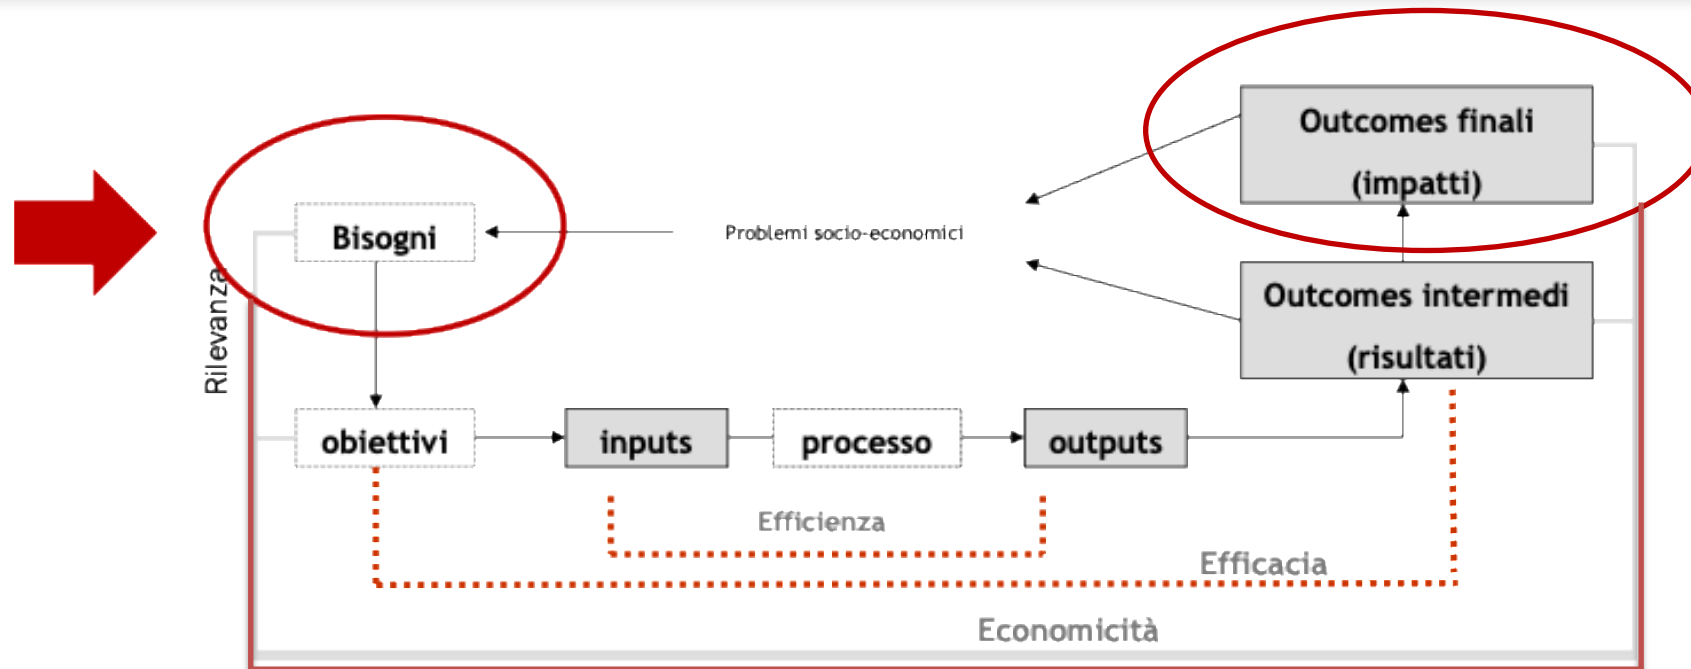 Outcomes finali
(impatti)
Bisogni
Problemi socio-economici
Rilevanza
Outcomes intermedi
(risultati)
obiettivi
inputs
processo
outputs
Efficienza
Efficacia
Economicità